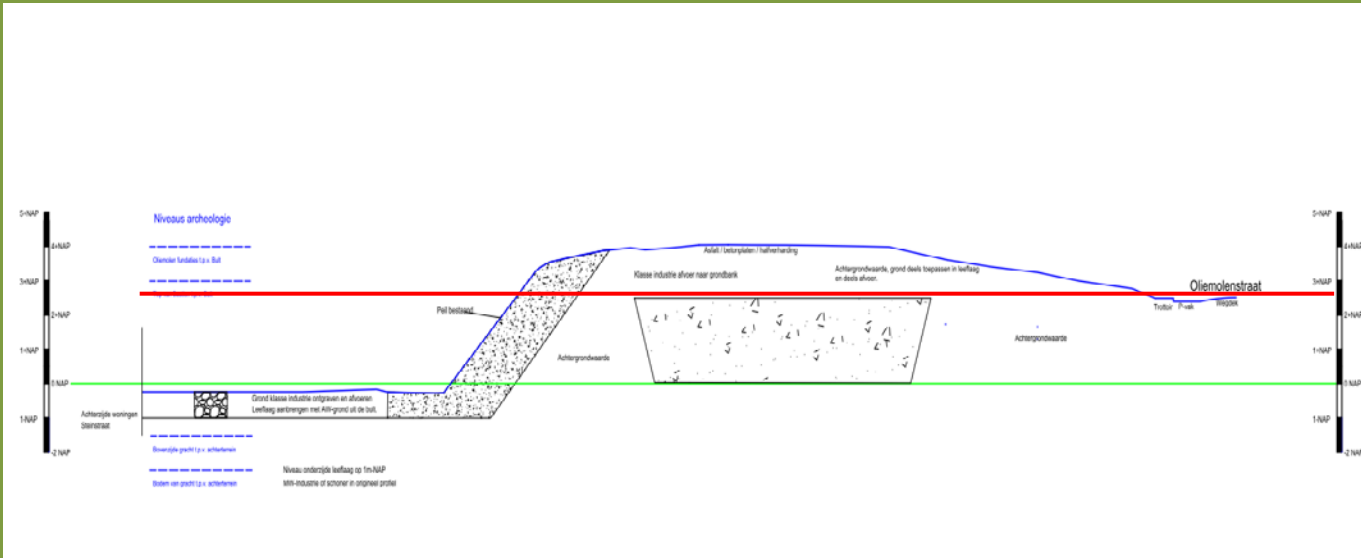 Niveaus archeologie
Oliemolen fundaties t.p.v. Bult
5+NAP
4+NAP
3+NAP
2+NAP
1+NAP
0-NAP
1-NAP
-2 NAP
Asfalt / betonplaten / halfverharding
Klasse industrie afvoer naar grondbank
Achtergrondwaarde, grond deels toepassen in leeflaag
en deels afvoer.
Oliemolenstraat
Trottoir
P-vak
Wegdek
Peil bestaand
Achtergrondwaarde
Achtergrondwaarde
Grond klasse industrie ontgraven en afvoeren
Leeflaag aanbrengen met AW-grond uit de bult.
Achterzijde woningen
Steinstraat
Bovenzijde gracht t.p.v. achterterrein
Bodem van gracht t.p.v. achterterrein
Niveau onderzijde leeflaag op 1m-NAP
MW-industrie of schoner in origineel profiel
5+NAP
4+NAP
3+NAP
2+NAP
1+NAP
0-NAP
1-NAP
-2 NAP